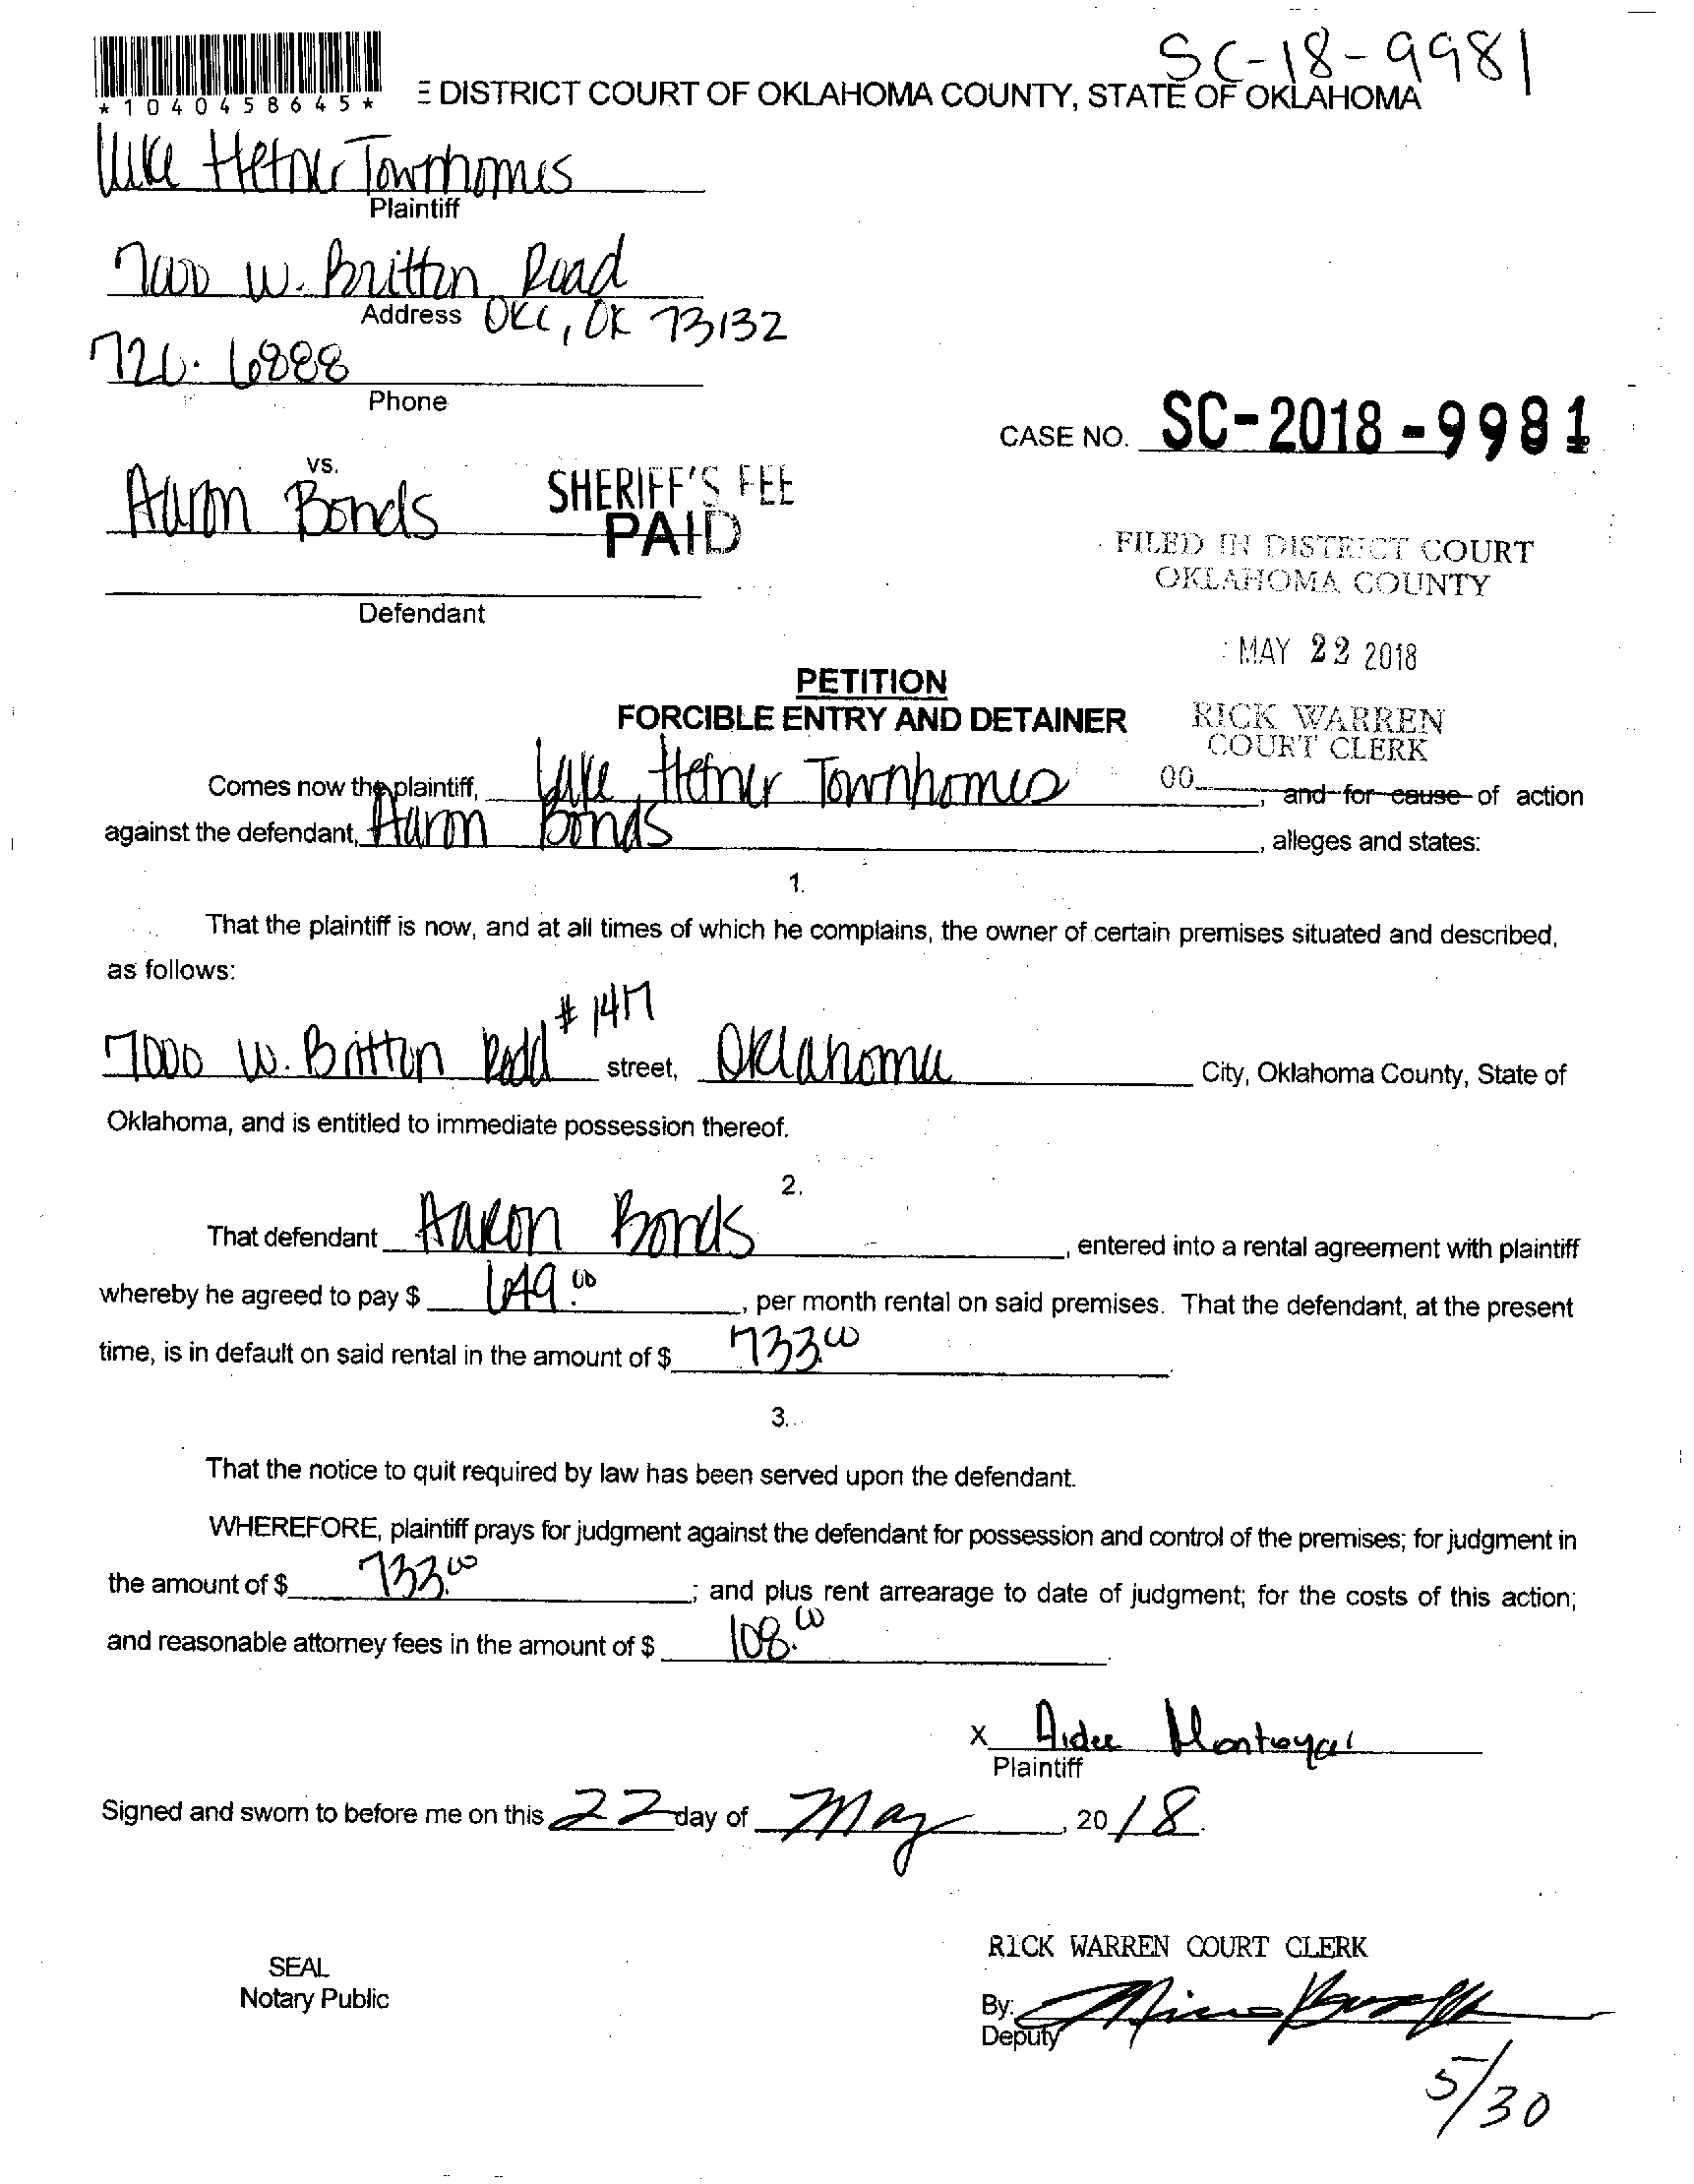 SC-18-9981
*1040458645*
E DISTRICT COURT OF OKLAHOMA COUNTY, STATE OF OKLAHOMA
Lake Hefner Townhomes
Plaintiff
7000 W. Britton Road
Address OKC, OK 73132
726-6888
Phone
CASE NO. SC-2018-9981
vs.
Aaron Bonds
SHERIFF'S FEE
PAID
Defendant
FILED IN DISTRICT COURT
OKLAHOMA COUNTY
MAY 22 2018
PETITION
FORCIBLE ENTRY AND DETAINER
RICK WARREN
COURT CLERK
Comes now the plaintiff, Lake Hefner Townhomes 00, and for cause of action
against the defendant, Aaron Bonds, alleges and states:
1.
That the plaintiff is now, and at all times of which he complains, the owner of certain premises situated and described,
as follows:
7000 W. Britton Road #1417 street, Oklahoma City, Oklahoma County, State of
Oklahoma, and is entitled to immediate possession thereof.
2.
That defendant Aaron Bonds, entered into a rental agreement with plaintiff
whereby he agreed to pay $ 649.00, per month rental on said premises. That the defendant, at the present
time, is in default on said rental in the amount of $ 733.00
3.
That the notice to quit required by law has been served upon the defendant.
WHEREFORE, plaintiff prays for judgment against the defendant for possession and control of the premises; for judgment in
the amount of $ 733.00; and plus rent arrearage to date of judgment; for the costs of this action;
and reasonable attorney fees in the amount of $ 108.00.
X Aidee Montoya
Plaintiff
Signed and sworn to before me on this 22 day of May, 2018.
RICK WARREN COURT CLERK
SEAL
Notary Public
By:
Deputy
5/30